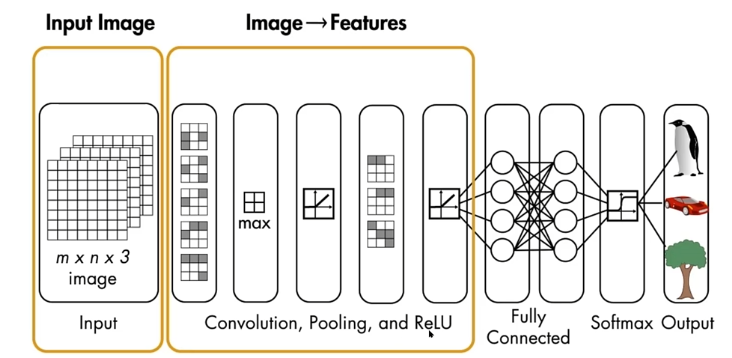 Input Image
Image→Features
max
m x n x 3
image
Input
Convolution, Pooling, and ReLU
Fully
Connected
Softmax
Output